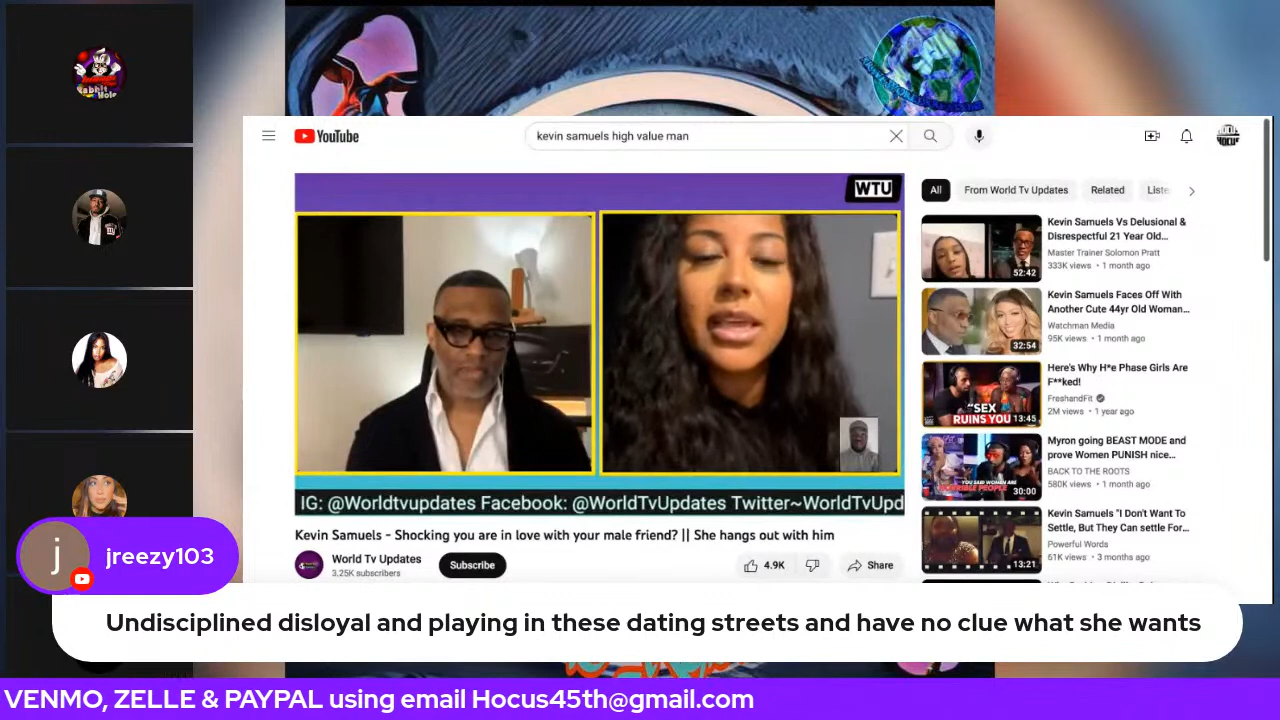 Rabbit
Hole
YouTube
kevin samuels high value man
WTU
All
From World Tv Updates
Related
Liste
52:42
Kevin Samuels Vs Delusional &
Disrespectful 21 Year Old...
Master Trainer Solomon Pratt
333K views • 1 month ago
32:54
Kevin Samuels Faces Off With
Another Cute 44yr Old Woman...
Watchman Media
95K views • 1 month ago
"SEX
RUINS YOU
13:45
Here's Why H*e Phase Girls Are
F**ked!
FreshandFit
2M views • 1 year ago
30:00
Myron going BEAST MODE and
prove Women PUNISH nice...
BACK TO THE ROOTS
580K views • 1 month ago
13:21
Kevin Samuels "I Don't Want To
Settle, But They Can settle For...
Powerful Words
61K views • 3 months ago
IG: @Worldtvupdates Facebook: @WorldTvUpdates Twitter~WorldTvUpd
Kevin Samuels - Shocking you are in love with your male friend? || She hangs out with him
World Tv Updates
3.25K subscribers
Subscribe
4.9K
Share
j
jreezy103
Undisciplined disloyal and playing in these dating streets and have no clue what she wants
VENMO, ZELLE & PAYPAL using email Hocus45th@gmail.com